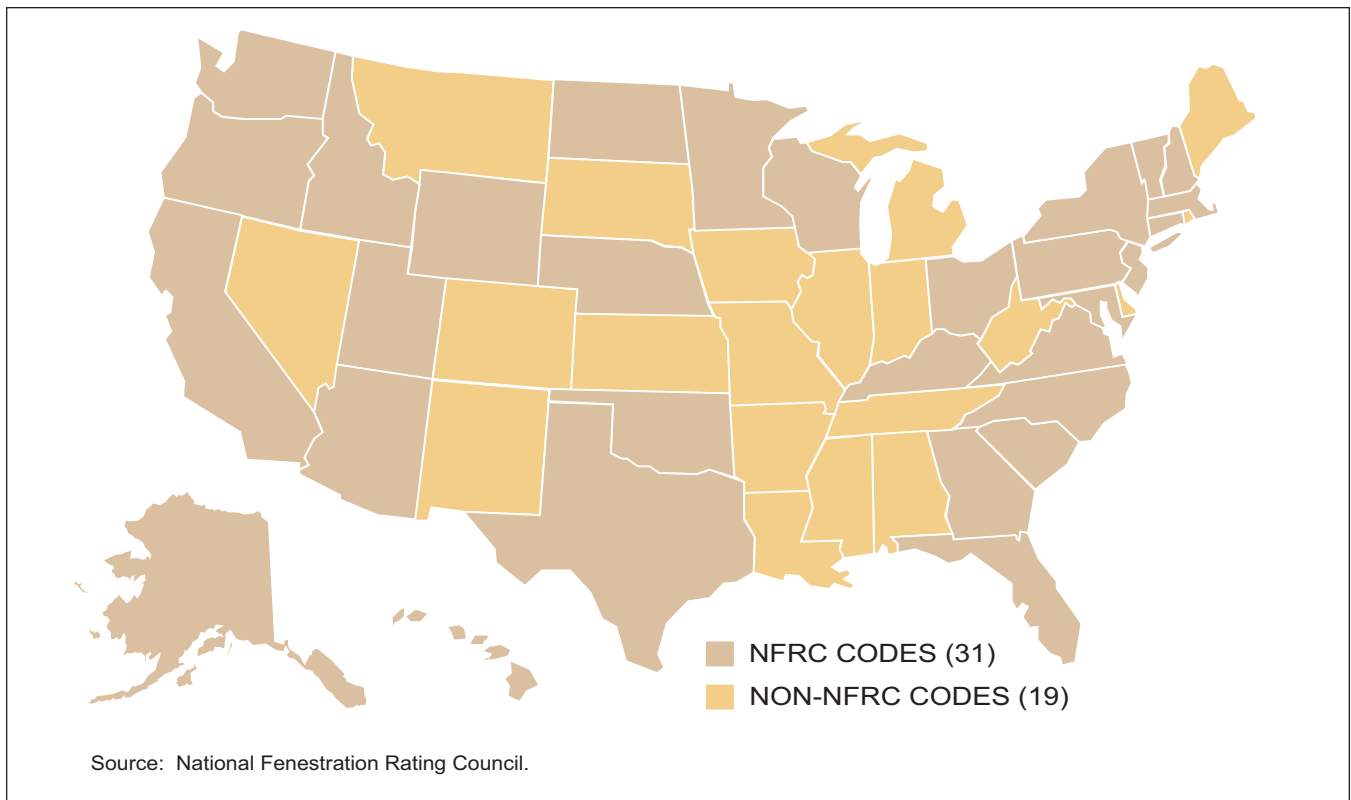 NFRC CODES (31)
NON-NFRC CODES (19)
Source: National Fenestration Rating Council.